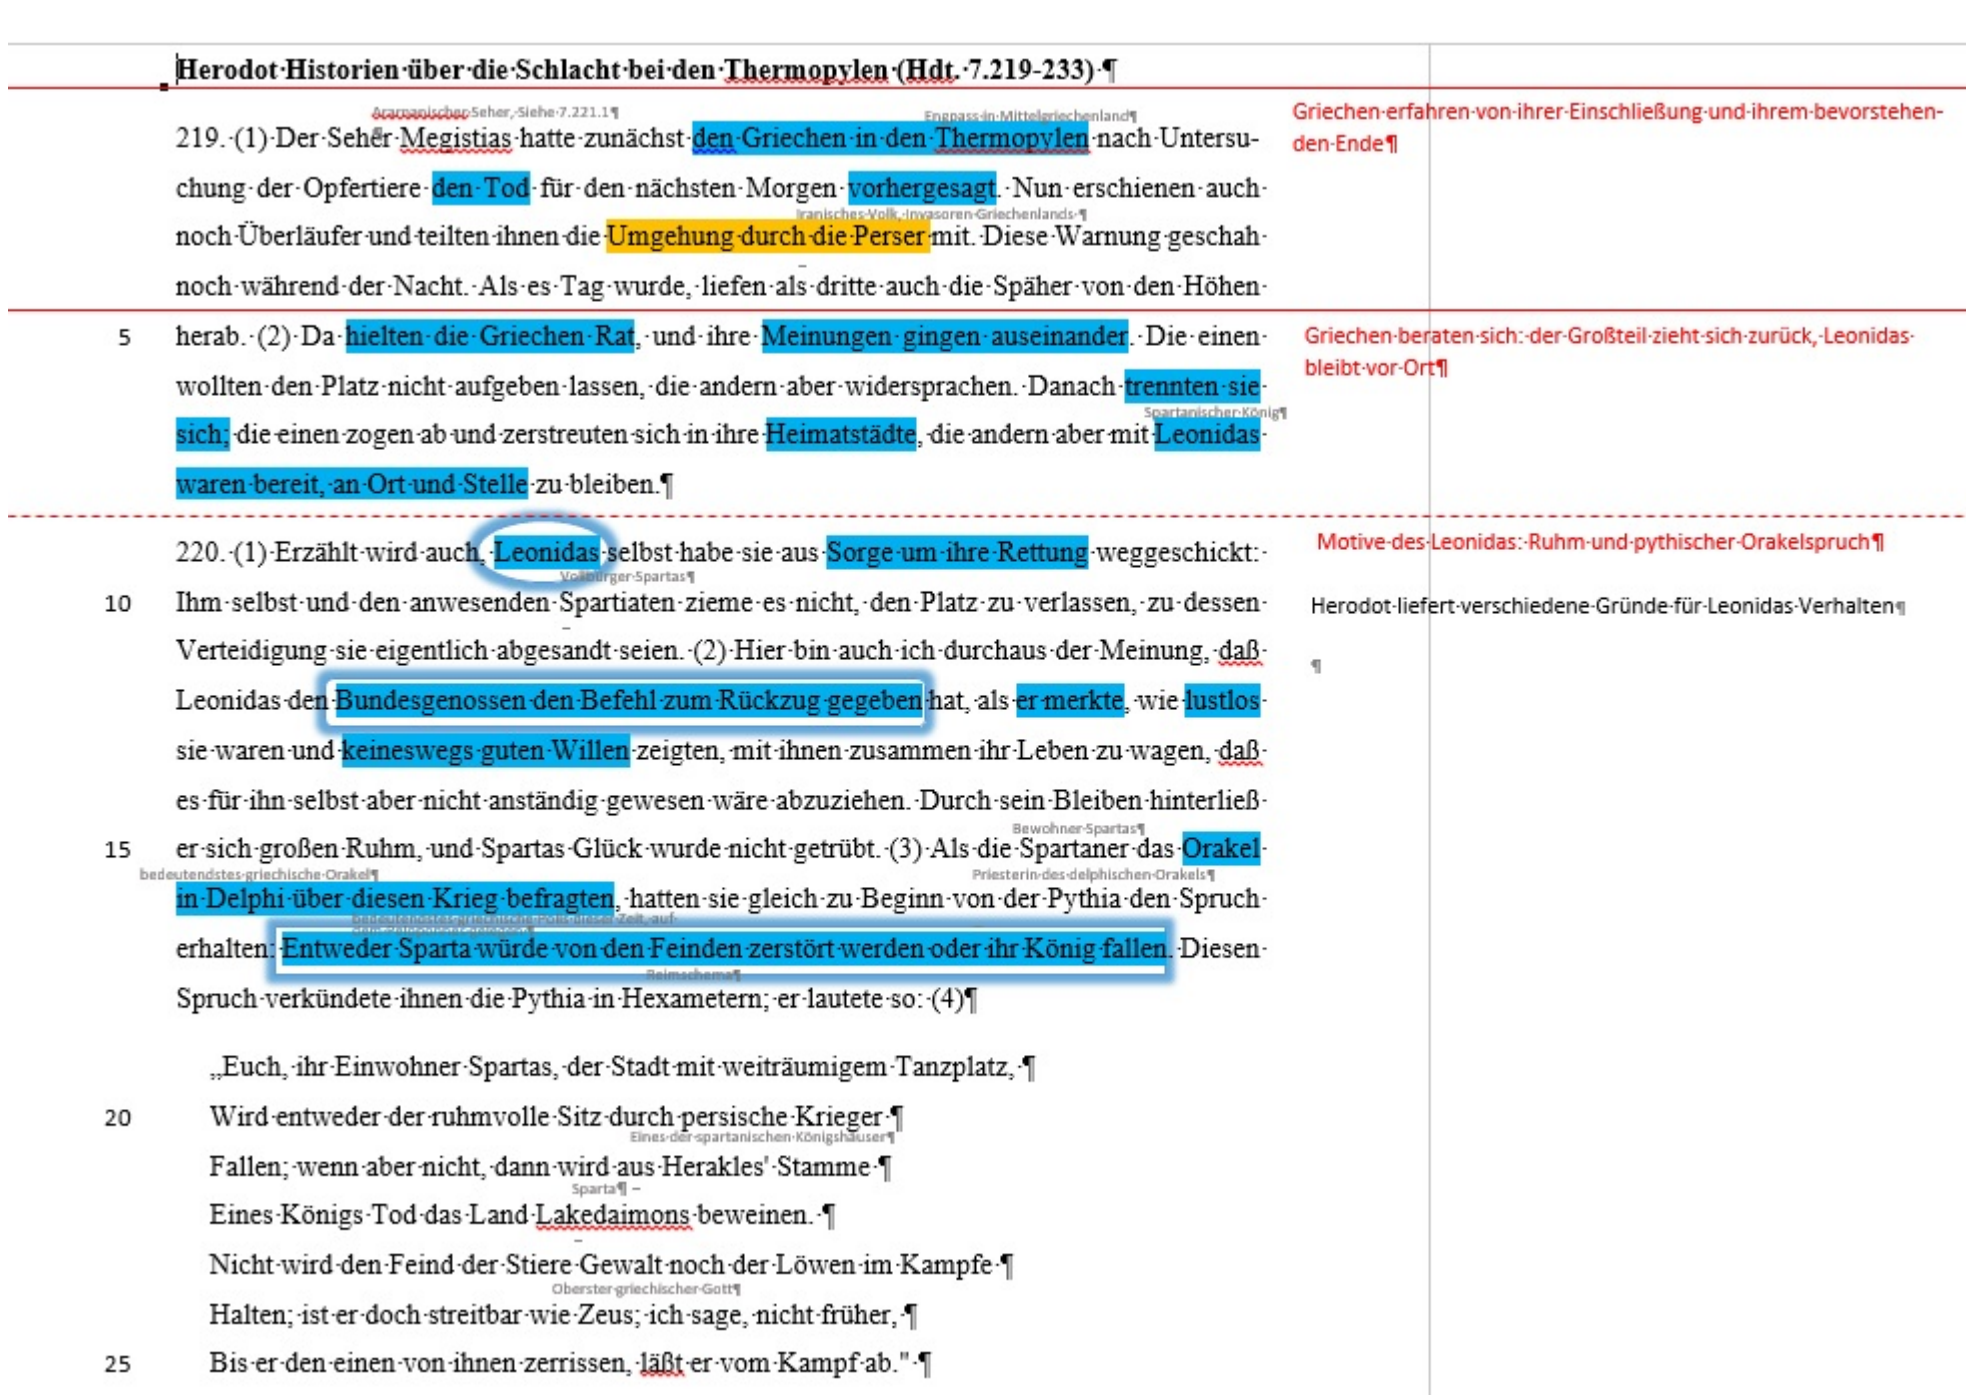 Herodot Historien über die Schlacht bei den Thermopylen (Hdt. 7.219-233) ¶
Ararnanischer Seher, Siehe 7.221.1¶
Engpass in Mittelgriechenland¶
Griechen erfahren von ihrer Einschließung und ihrem bevorstehen-
den Ende¶
219. (1) Der Seher Megistias hatte zunächst den Griechen in den Thermopylen nach Untersu-
chung der Opfertiere den Tod für den nächsten Morgen vorhergesagt. Nun erschienen auch
Iranisches Volk, Invasoren Griechenlands ¶
noch Überläufer und teilten ihnen die Umgehung durch die Perser mit. Diese Warnung geschah
noch während der Nacht. Als es Tag wurde, liefen als dritte auch die Späher von den Höhen
5 herab. (2) Da hielten die Griechen Rat, und ihre Meinungen gingen auseinander. Die einen
Griechen beraten sich: der Großteil zieht sich zurück, Leonidas
bleibt vor Ort¶
wollten den Platz nicht aufgeben lassen, die andern aber widersprachen. Danach trennten sie
Spartanischer König¶
sich; die einen zogen ab und zerstreuten sich in ihre Heimatstädte, die andern aber mit Leonidas
waren bereit, an Ort und Stelle zu bleiben.¶
220. (1) Erzählt wird auch, Leonidas selbst habe sie aus Sorge um ihre Rettung weggeschickt:
Motive des Leonidas: Ruhm und pythischer Orakelspruch¶
Vollbürger Spartas¶
10 Ihm selbst und den anwesenden Spartiaten zieme es nicht, den Platz zu verlassen, zu dessen
Herodot liefert verschiedene Gründe für Leonidas Verhalten¶
Verteidigung sie eigentlich abgesandt seien. (2) Hier bin auch ich durchaus der Meinung, daß
¶
Leonidas den Bundesgenossen den Befehl zum Rückzug gegeben hat, als er merkte, wie lustlos
sie waren und keineswegs guten Willen zeigten, mit ihnen zusammen ihr Leben zu wagen, daß
es für ihn selbst aber nicht anständig gewesen wäre abzuziehen. Durch sein Bleiben hinterließ
Bewohner Spartas¶
15 er sich großen Ruhm, und Spartas Glück wurde nicht getrübt. (3) Als die Spartaner das Orakel
bedeutendstes griechische Orakel¶
Priesterin des delphischen Orakels¶
in Delphi über diesen Krieg befragten, hatten sie gleich zu Beginn von der Pythia den Spruch
bedeutendstes griechische Polis dieser Zeit, auf
erhalten: Entweder Sparta würde von den Feinden zerstört werden oder ihr König fallen. Diesen
Reimschema¶
Spruch verkündete ihnen die Pythia in Hexametern; er lautete so: (4)¶
„Euch, ihr Einwohner Spartas, der Stadt mit weiträumigem Tanzplatz, ¶
20 Wird entweder der ruhmvolle Sitz durch persische Krieger ¶
Eines der spartanischen Königshäuser¶
Fallen; wenn aber nicht, dann wird aus Herakles' Stamme ¶
Sparta¶
Eines Königs Tod das Land Lakedaimons beweinen. ¶
Nicht wird den Feind der Stiere Gewalt noch der Löwen im Kampfe ¶
Oberster griechischer Gott¶
Halten; ist er doch streitbar wie Zeus; ich sage, nicht früher, ¶
25 Bis er den einen von ihnen zerrissen, läßt er vom Kampf ab." ¶